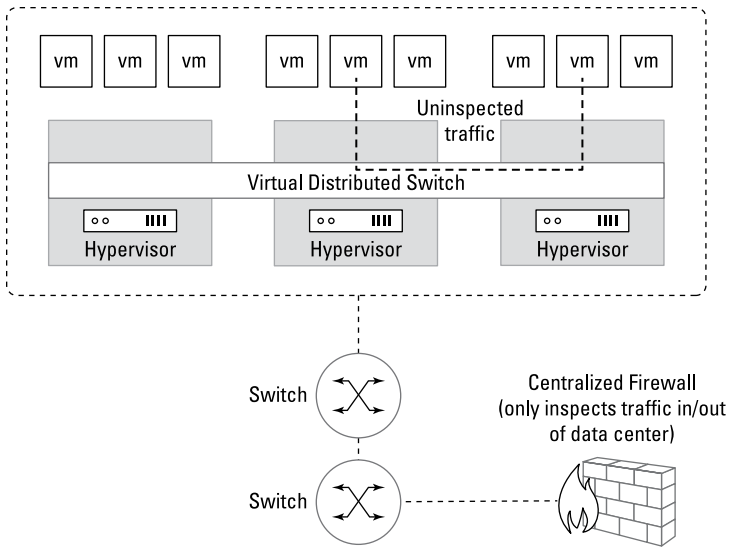 vm vm vm vm vm vm vm vm vm
Uninspected
traffic
Virtual Distributed Switch
Hypervisor Hypervisor Hypervisor
Switch
Centralized Firewall
(only inspects traffic in/out
of data center)
Switch